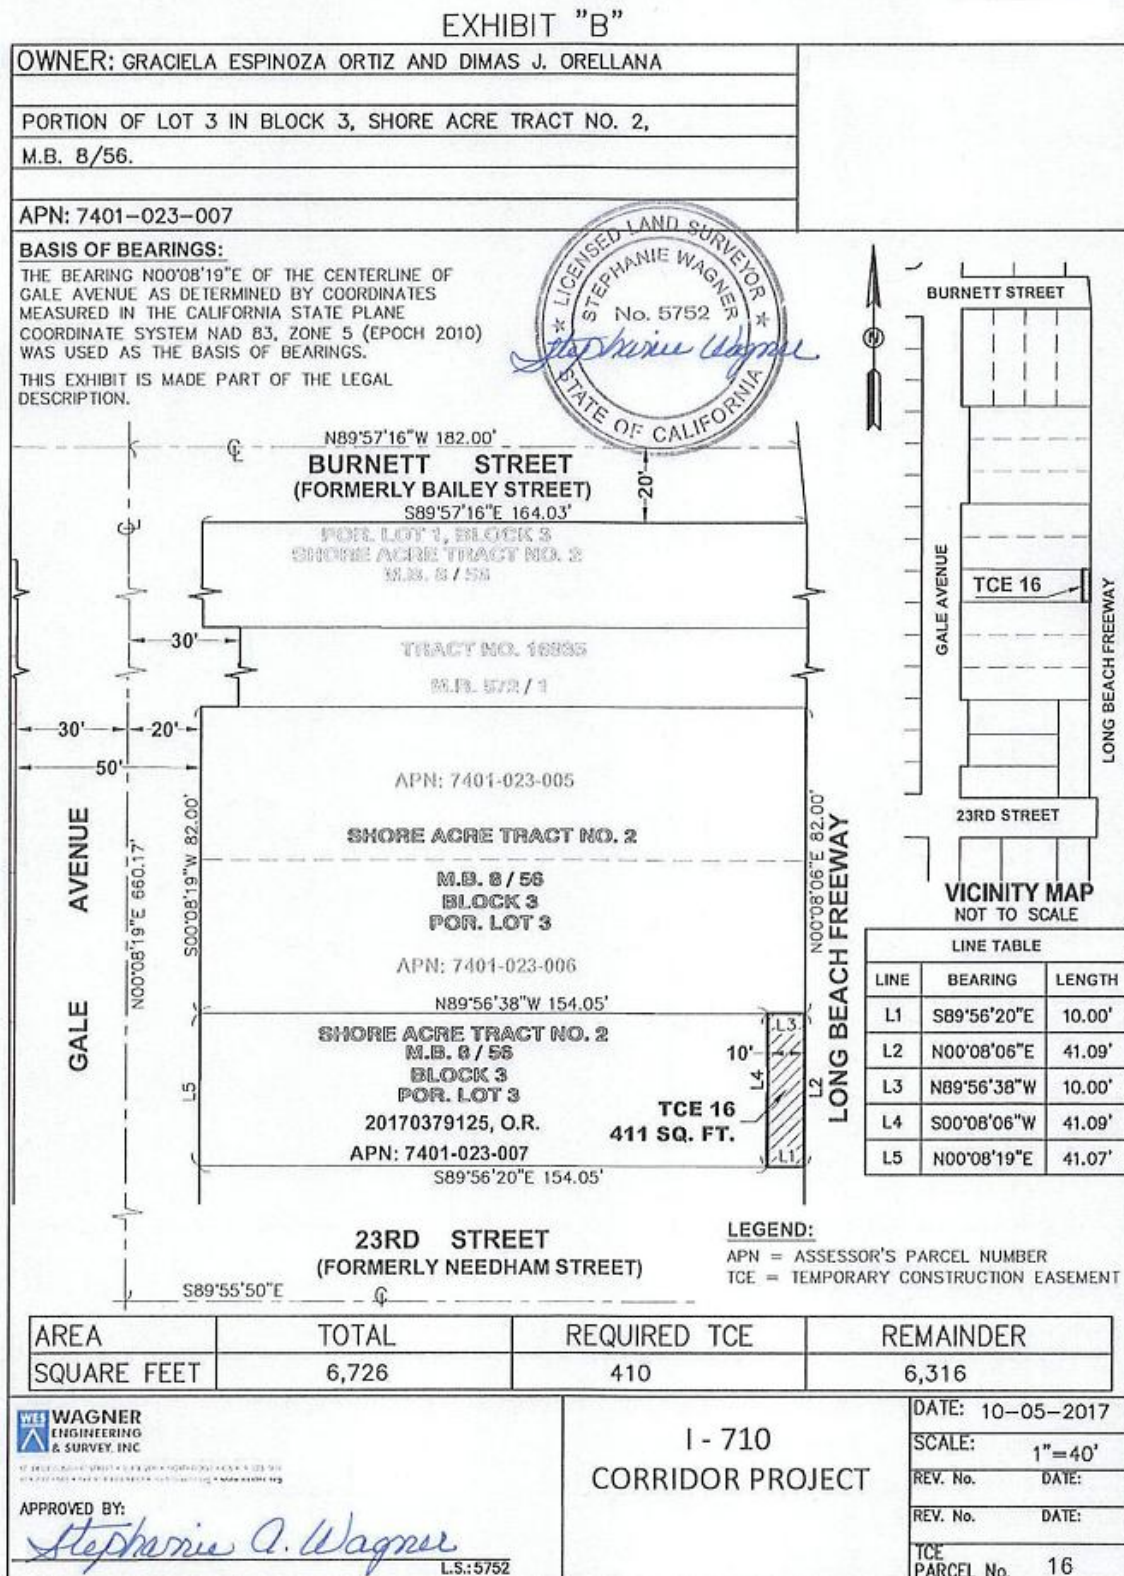 EXHIBIT "B"
OWNER: GRACIELA ESPINOZA ORTIZ AND DIMAS J. ORELLANA
PORTION OF LOT 3 IN BLOCK 3, SHORE ACRE TRACT NO. 2,
M.B. 8/56.
APN: 7401-023-007
BASIS OF BEARINGS:
THE BEARING N00°08'19"E OF THE CENTERLINE OF
GALE AVENUE AS DETERMINED BY COORDINATES
MEASURED IN THE CALIFORNIA STATE PLANE
COORDINATE SYSTEM NAD 83, ZONE 5 (EPOCH 2010)
WAS USED AS THE BASIS OF BEARINGS.
THIS EXHIBIT IS MADE PART OF THE LEGAL
DESCRIPTION.
LICENSED LAND SURVEYOR
STEPHANIE WAGNER
No. 5752
Stephanie Wagner
STATE OF CALIFORNIA
N
BURNETT STREET
GALE AVENUE
TCE 16
LONG BEACH FREEWAY
23RD STREET
VICINITY MAP
NOT TO SCALE
N89°57'16"W 182.00'
BURNETT STREET
(FORMERLY BAILEY STREET)
20'
S89°57'16"E 164.03'
POR. LOT 1, BLOCK 3
SHORE ACRE TRACT NO. 2
M.B. 8 / 56
30'
TRACT NO. 16935
M.B. 572 / 1
30'
20'
50'
APN: 7401-023-005
SHORE ACRE TRACT NO. 2
M.B. 8 / 56
BLOCK 3
POR. LOT 3
APN: 7401-023-006
GALE AVENUE
N00°08'19"E 660.17'
S00°08'19"W 82.00'
N00°08'06"E 82.00'
LONG BEACH FREEWAY
N89°56'38"W 154.05'
SHORE ACRE TRACT NO. 2
M.B. 8 / 56
BLOCK 3
POR. LOT 3
20170379125, O.R.
APN: 7401-023-007
L5
L3
10'
L4
L2
TCE 16
411 SQ. FT.
L1
S89°56'20"E 154.05'
LINE TABLE
LINE BEARING LENGTH
L1 S89°56'20"E 10.00'
L2 N00°08'06"E 41.09'
L3 N89°56'38"W 10.00'
L4 S00°08'06"W 41.09'
L5 N00°08'19"E 41.07'
23RD STREET
(FORMERLY NEEDHAM STREET)
S89°55'50"E
LEGEND:
APN = ASSESSOR'S PARCEL NUMBER
TCE = TEMPORARY CONSTRUCTION EASEMENT
AREA TOTAL REQUIRED TCE REMAINDER
SQUARE FEET 6,726 410 6,316
WES WAGNER
ENGINEERING
& SURVEY, INC
APPROVED BY:
Stephanie A. Wagner
L.S.:5752
I - 710
CORRIDOR PROJECT
DATE: 10-05-2017
SCALE: 1"=40'
REV. No. DATE:
REV. No. DATE:
TCE
PARCEL No. 16